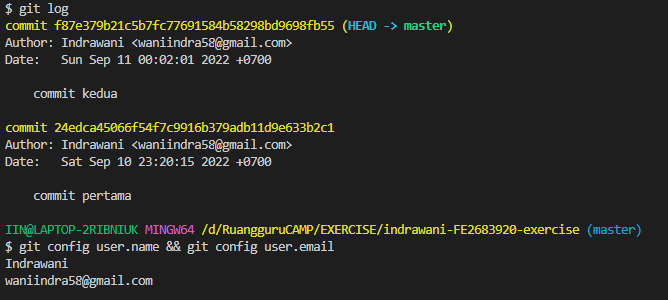 $ git log
commit f87e379b21c5b7fc77691584b58298bd9698fb55 (HEAD -> master)
Author: Indrawani <waniindra58@gmail.com>
Date:   Sun Sep 11 00:02:01 2022 +0700
commit kedua
commit 24edca45066f54f7c9916b379adb11d9e633b2c1
Author: Indrawani <waniindra58@gmail.com>
Date:   Sat Sep 10 23:20:15 2022 +0700
commit pertama
IIN@LAPTOP-2RIBNIUK MINGW64 /d/RuangguruCAMP/EXERCISE/indrawani-FE2683920-exercise (master)
$ git config user.name && git config user.email
Indrawani
waniindra58@gmail.com